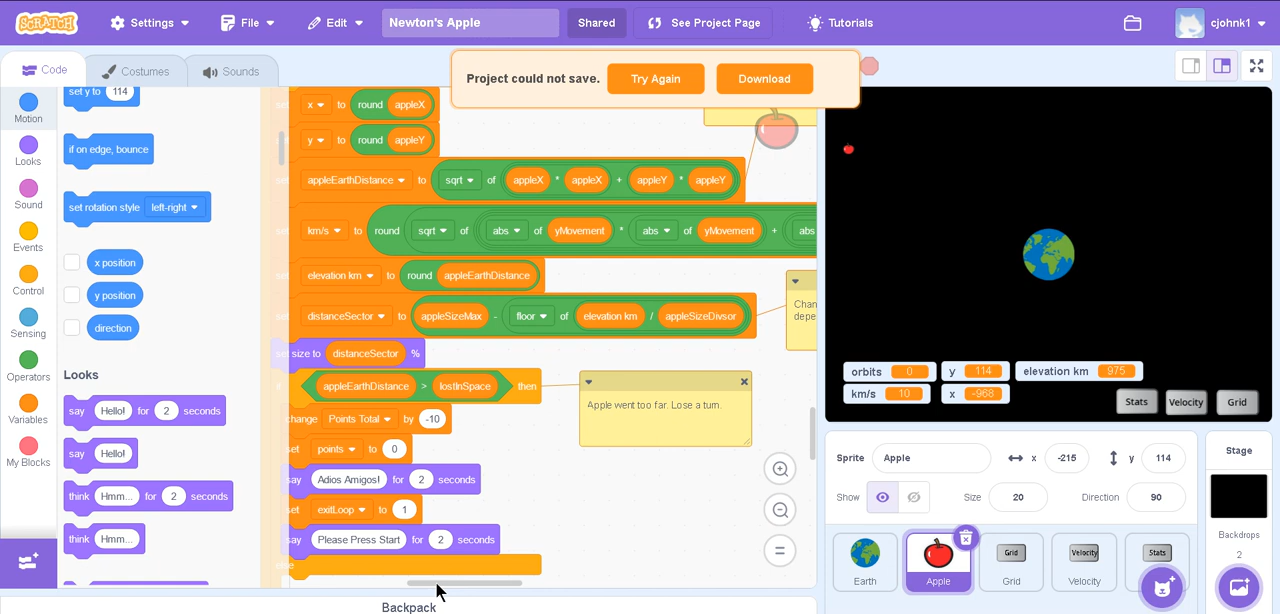 SCRATCH Settings File Edit Newton's Apple Shared See Project Page Tutorials cjohnk1
Code Costumes Sounds
Project could not save. Try Again Download
Motion
Looks
Sound
Events
Control
Sensing
Operators
Variables
My Blocks
set y to 114
if on edge, bounce
set rotation style left-right
x position
y position
direction
Looks
say Hello! for 2 seconds
say Hello!
think Hmm... for 2 seconds
think Hmm...
x to round appleX
y to round appleY
appleEarthDistance to sqrt of appleX * appleX + appleY * appleY
km/s to round sqrt of abs of yMovement * abs of yMovement + abs
elevation km to round appleEarthDistance
distanceSector to appleSizeMax - floor of elevation km / appleSizeDivsor
set size to distanceSector %
appleEarthDistance > lostInSpace then
change Points Total by -10
set points to 0
say Adios Amigos! for 2 seconds
set exitLoop to 1
say Please Press Start for 2 seconds
else
Apple went too far. Lose a turn.
Chan
depe
Backpack
orbits 0 y 114 elevation km 975
km/s 10 x -968
Stats Velocity Grid
Sprite Apple x -215 y 114
Show Size 20 Direction 90
Earth Apple Grid Velocity Stats
Grid Velocity Stats
Stage
Backdrops
2